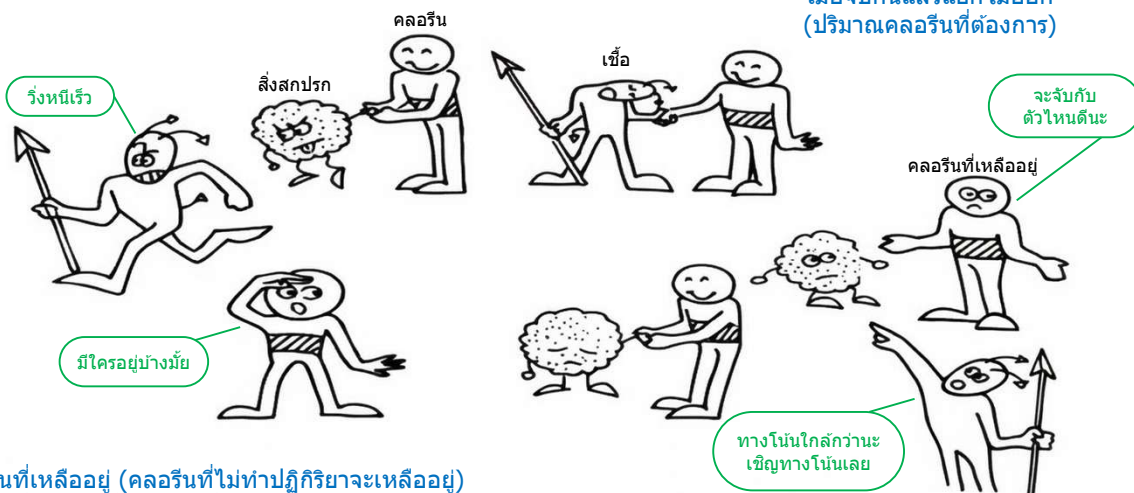 (ปริมาณคลอรีนที่ต้องการ)
คลอรีน
เชื้อ
สิ่งสกปรก
วิ่งหนีเร็ว
จะจับกับ
ตัวไหนดีนะ
คลอรีนที่เหลืออยู่
มีใครอยู่บ้างมั้ย
ทางโน้นใกล้กว่านะ
เชิญทางโน้นเลย
นที่เหลืออยู่ (คลอรีนที่ไม่ทำปฏิกิริยาจะเหลืออยู่)